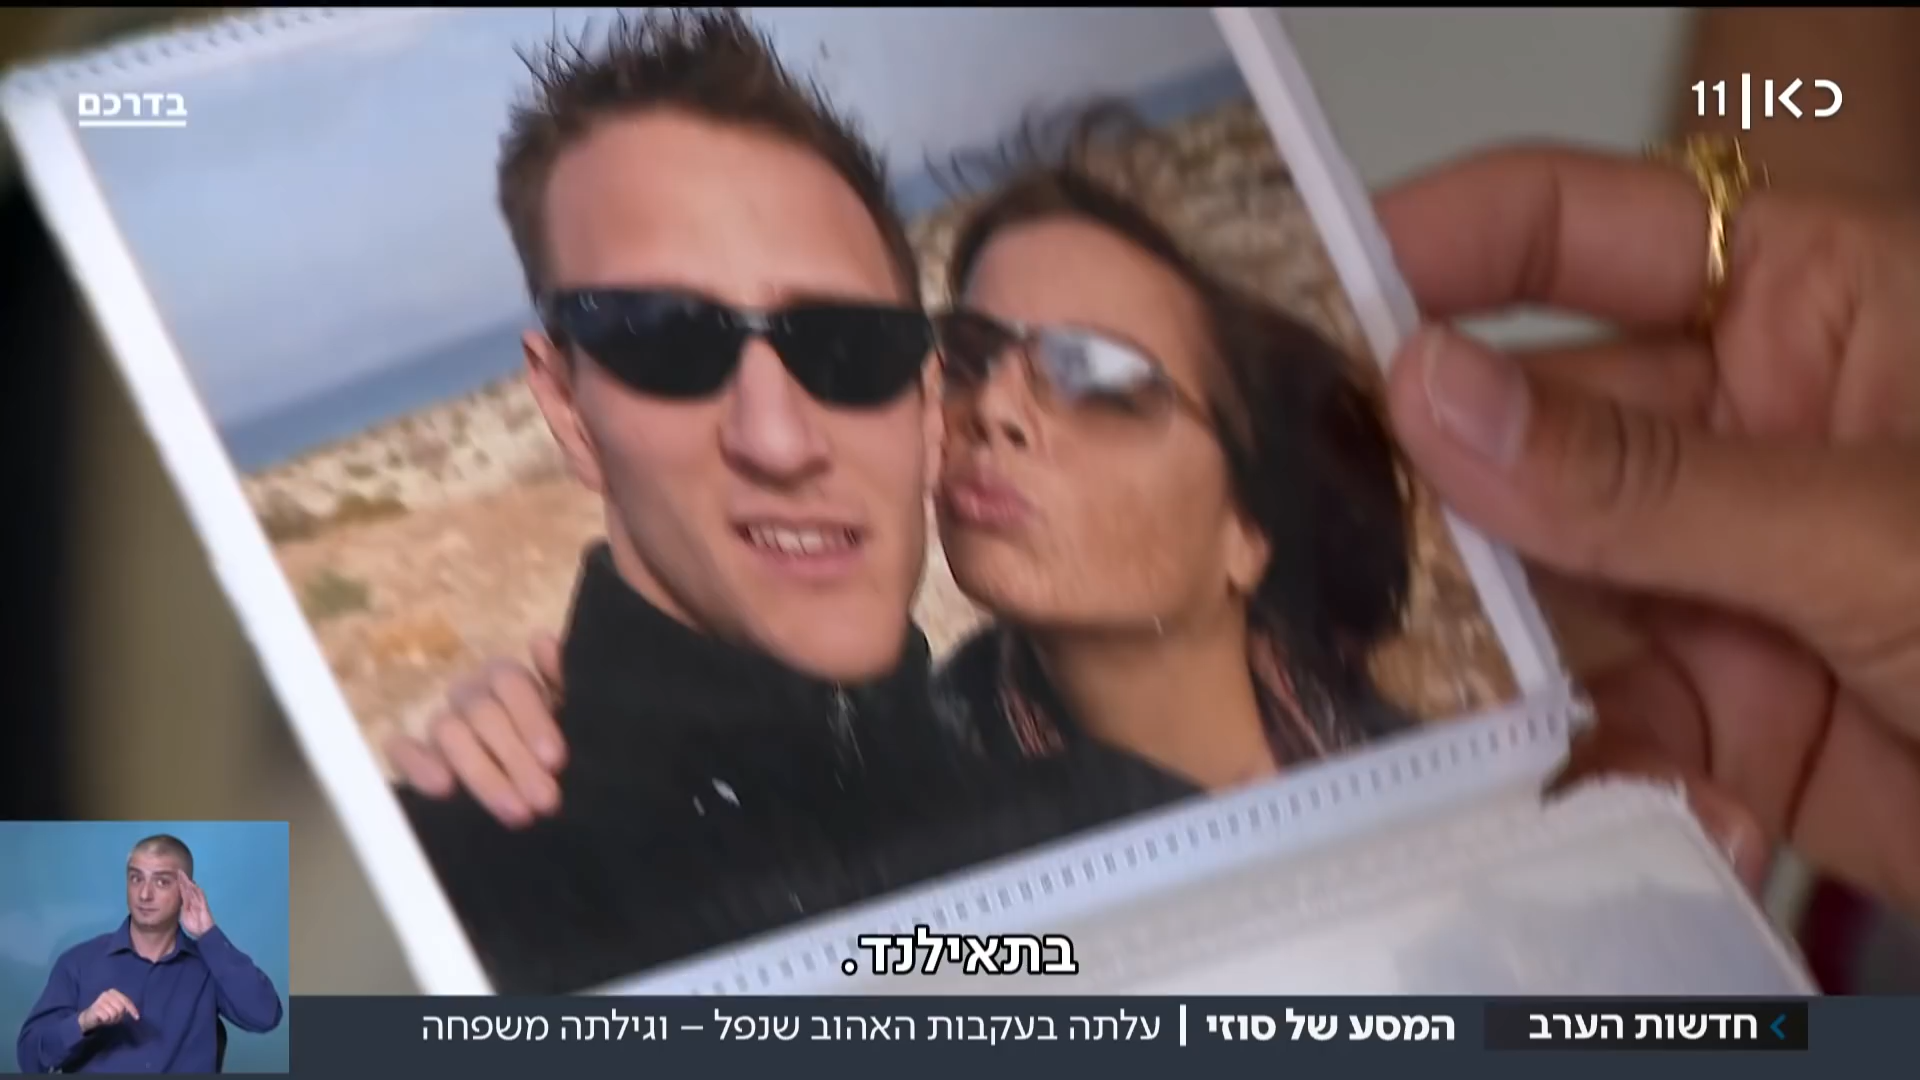 בדרכם
כאן 11
בתאילנד.
חדשות הערב
המסע של סוזי | עלתה בעקבות האהוב שנפל – וגילתה משפחה